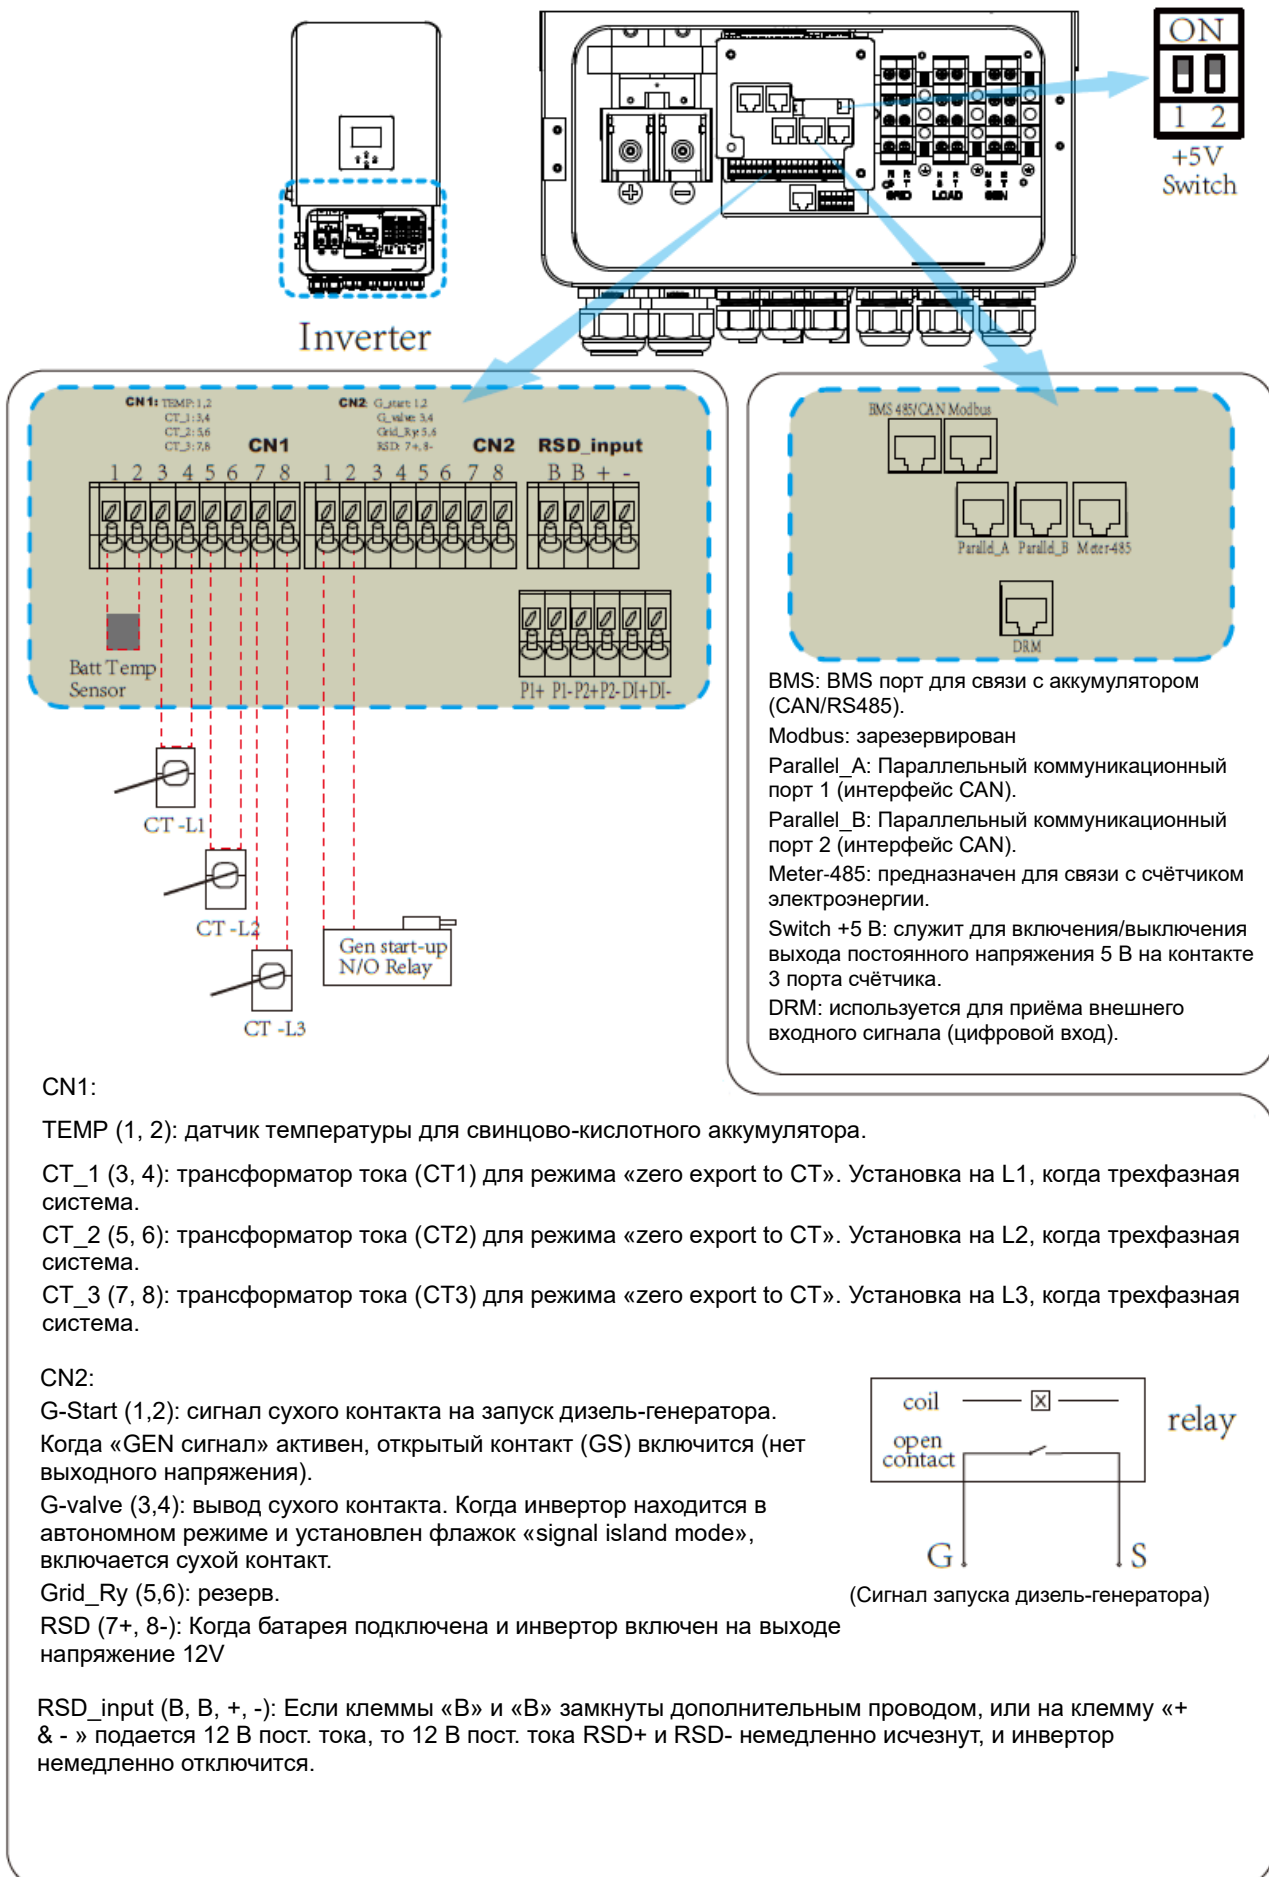 ON
1 2
+5V
Switch
GRID
LOAD
GEN
Inverter
CN1: TEMP: 1,2
CT_1: 3,4
CT_2: 5,6
CT_3: 7,8
CN1
CN2: G_start: 1,2
G_valve: 3,4
Grid_Ry: 5,6
RSD: 7+, 8-
CN2
RSD_input
1 2 3 4 5 6 7 8
1 2 3 4 5 6 7 8
B B + -
Batt Temp
Sensor
P1+ P1- P2+ P2- DI+ DI-
CT -L1
CT -L2
CT -L3
Gen start-up
N/O Relay
BMS 485/CAN Modbus
Parallel_A Parallel_B Meter-485
DRM
BMS: BMS порт для связи с аккумулятором
(CAN/RS485).
Modbus: зарезервирован
Parallel_A: Параллельный коммуникационный
порт 1 (интерфейс CAN).
Parallel_B: Параллельный коммуникационный
порт 2 (интерфейс CAN).
Meter-485: предназначен для связи с счётчиком
электроэнергии.
Switch +5 В: служит для включения/выключения
выхода постоянного напряжения 5 В на контакте
3 порта счётчика.
DRM: используется для приёма внешнего
входного сигнала (цифровой вход).
CN1:
TEMP (1, 2): датчик температуры для свинцово-кислотного аккумулятора.
CT_1 (3, 4): трансформатор тока (CT1) для режима «zero export to CT». Установка на L1, когда трехфазная
система.
CT_2 (5, 6): трансформатор тока (CT2) для режима «zero export to CT». Установка на L2, когда трехфазная
система.
CT_3 (7, 8): трансформатор тока (CT3) для режима «zero export to CT». Установка на L3, когда трехфазная
система.
CN2:
G-Start (1,2): сигнал сухого контакта на запуск дизель-генератора.
Когда «GEN сигнал» активен, открытый контакт (GS) включится (нет
выходного напряжения).
G-valve (3,4): вывод сухого контакта. Когда инвертор находится в
автономном режиме и установлен флажок «signal island mode»,
включается сухой контакт.
Grid_Ry (5,6): резерв.
RSD (7+, 8-): Когда батарея подключена и инвертор включен на выходе
напряжение 12V
coil
open
contact
relay
G S
(Сигнал запуска дизель-генератора)
RSD_input (B, B, +, -): Если клеммы «B» и «B» замкнуты дополнительным проводом, или на клемму «+
& - » подается 12 В пост. тока, то 12 В пост. тока RSD+ и RSD- немедленно исчезнут, и инвертор
немедленно отключится.